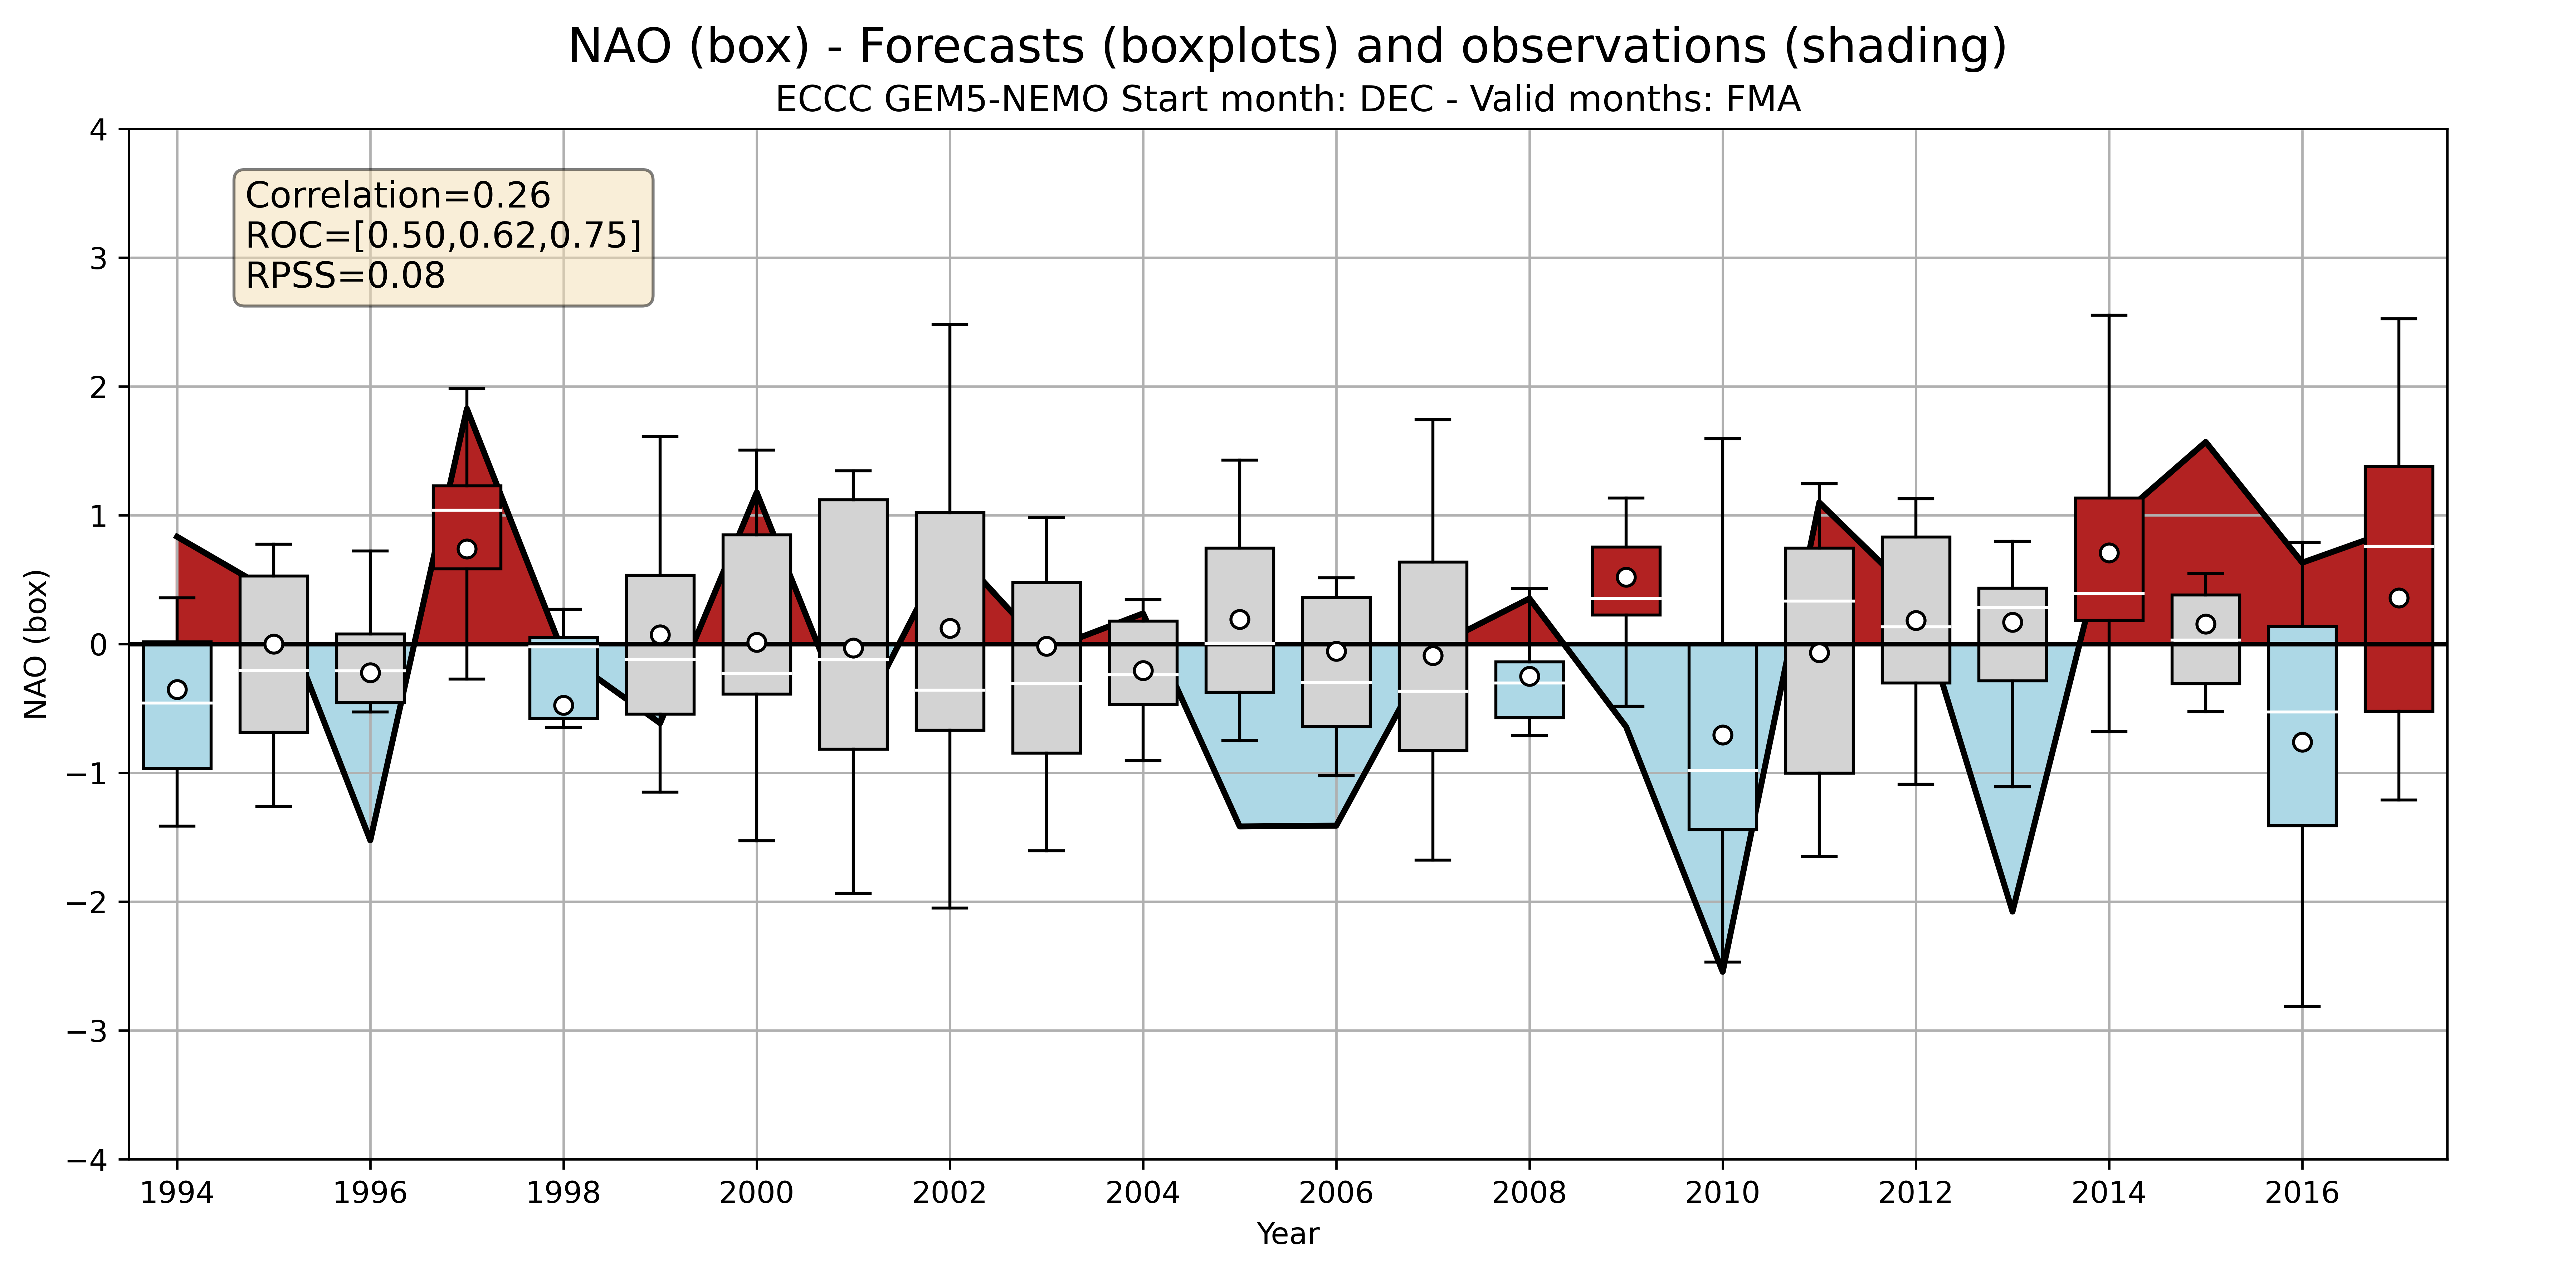 NAO (box) - Forecasts (boxplots) and observations (shading)
ECCC GEM5-NEMO Start month: DEC - Valid months: FMA
Correlation=0.26
ROC=[0.50,0.62,0.75]
RPSS=0.08
NAO (box)
4
3
2
1
0
−1
−2
−3
−4
1994 1996 1998 2000 2002 2004 2006 2008 2010 2012 2014 2016
Year